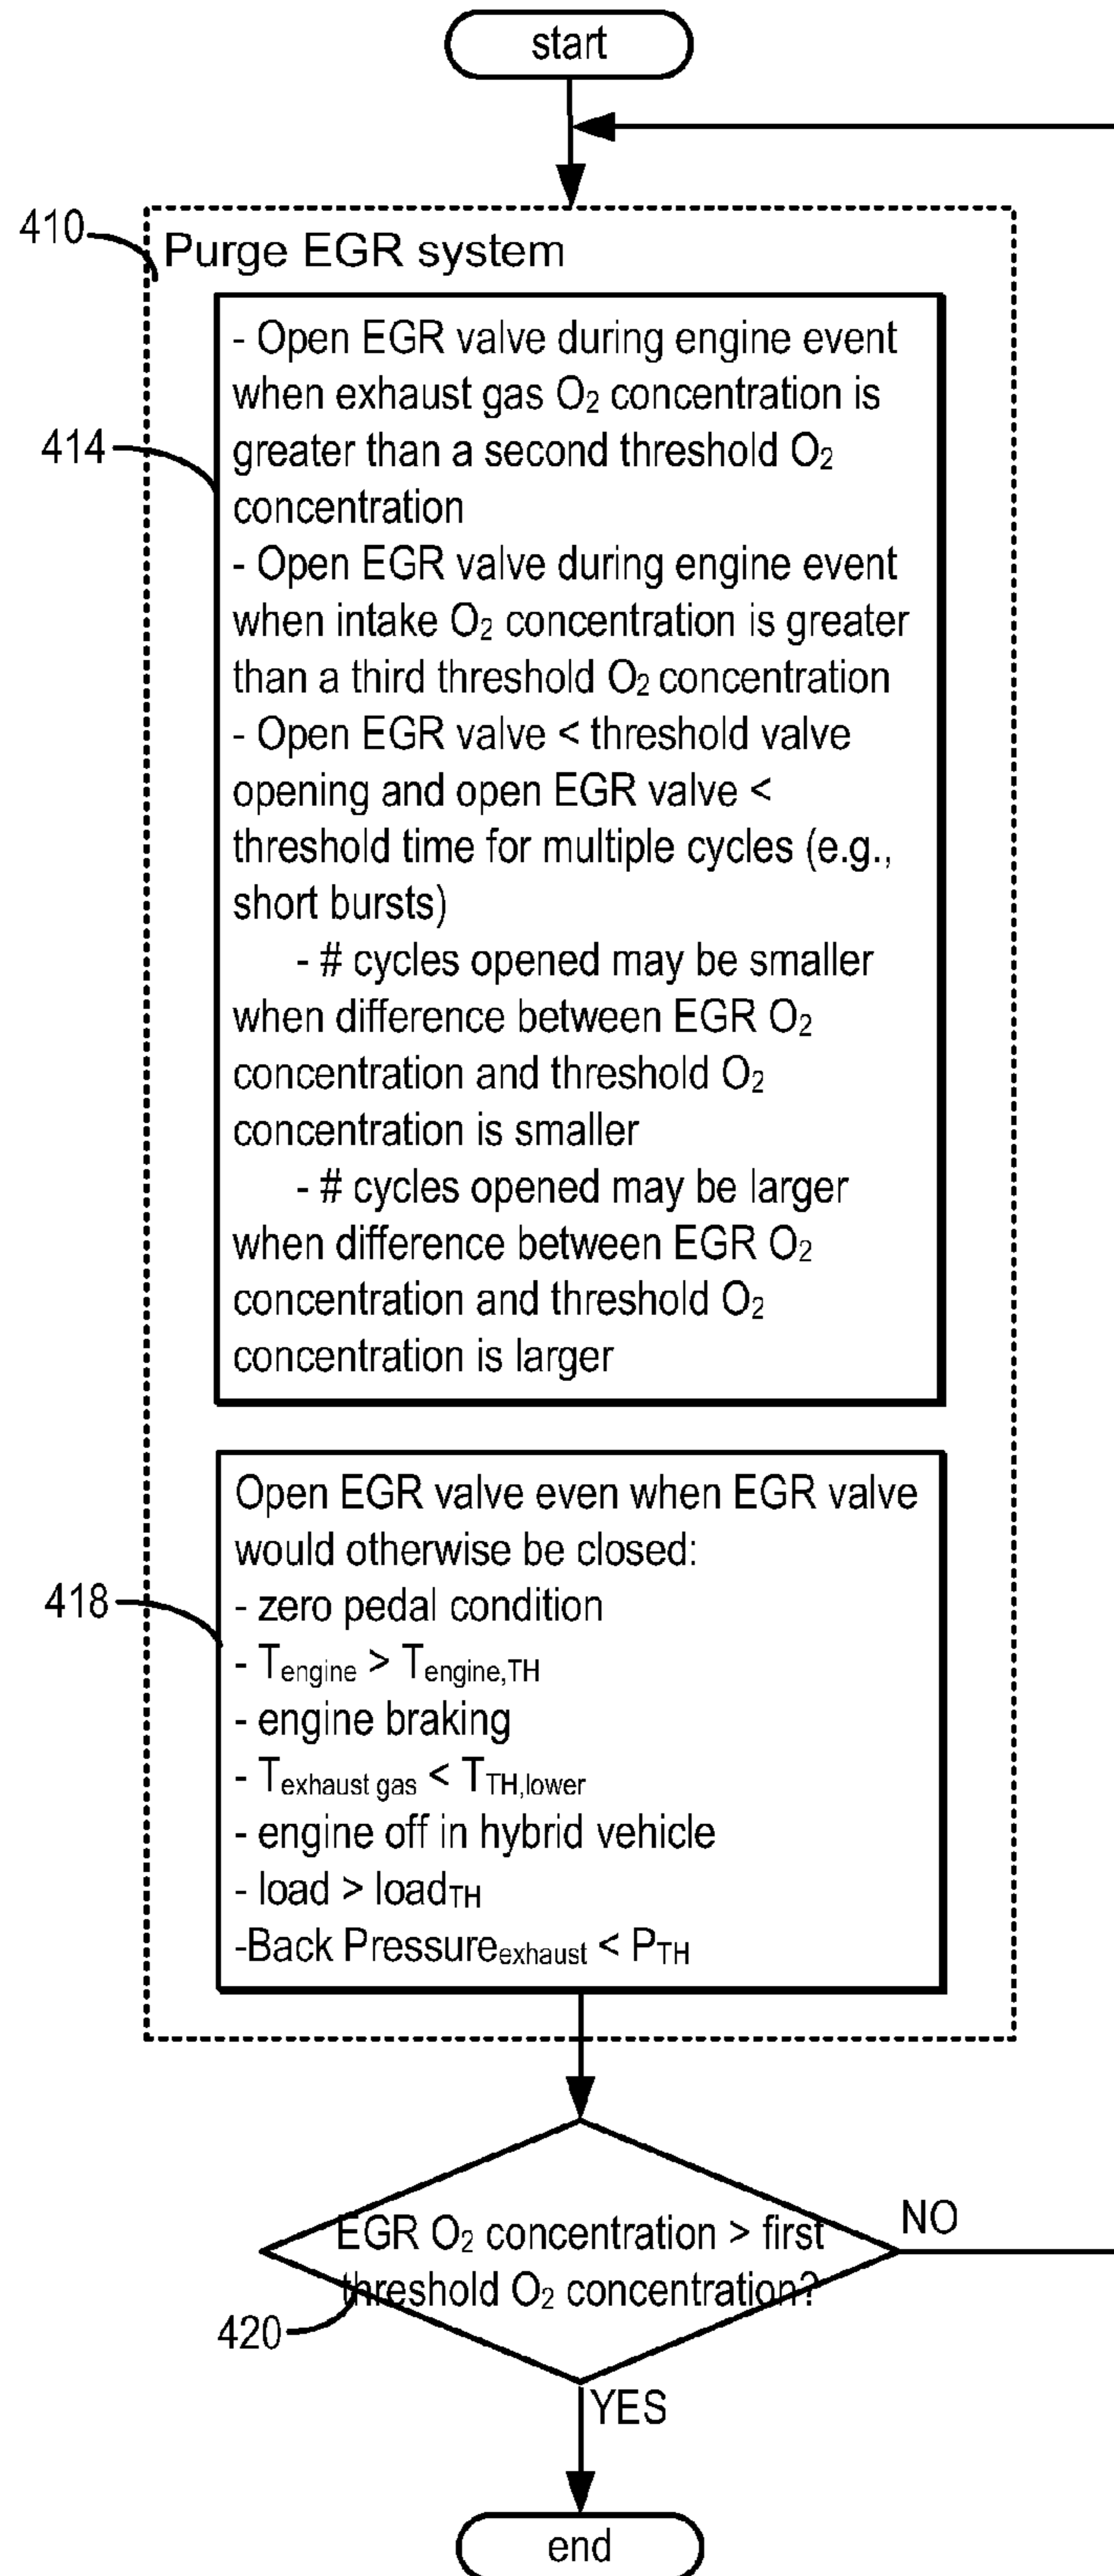 start
410
Purge EGR system
414
- Open EGR valve during engine event
when exhaust gas O₂ concentration is
greater than a second threshold O₂
concentration
- Open EGR valve during engine event
when intake O₂ concentration is greater
than a third threshold O₂ concentration
- Open EGR valve < threshold valve
opening and open EGR valve <
threshold time for multiple cycles (e.g.,
short bursts)
- # cycles opened may be smaller
when difference between EGR O₂
concentration and threshold O₂
concentration is smaller
- # cycles opened may be larger
when difference between EGR O₂
concentration and threshold O₂
concentration is larger
418
Open EGR valve even when EGR valve
would otherwise be closed:
- zero pedal condition
- Tengine > Tengine,TH
- engine braking
- Texhaust gas < TTH,lower
- engine off in hybrid vehicle
- load > loadTH
-Back Pressureexhaust < PTH
EGR O₂ concentration > first
threshold O₂ concentration?
NO
420
YES
end